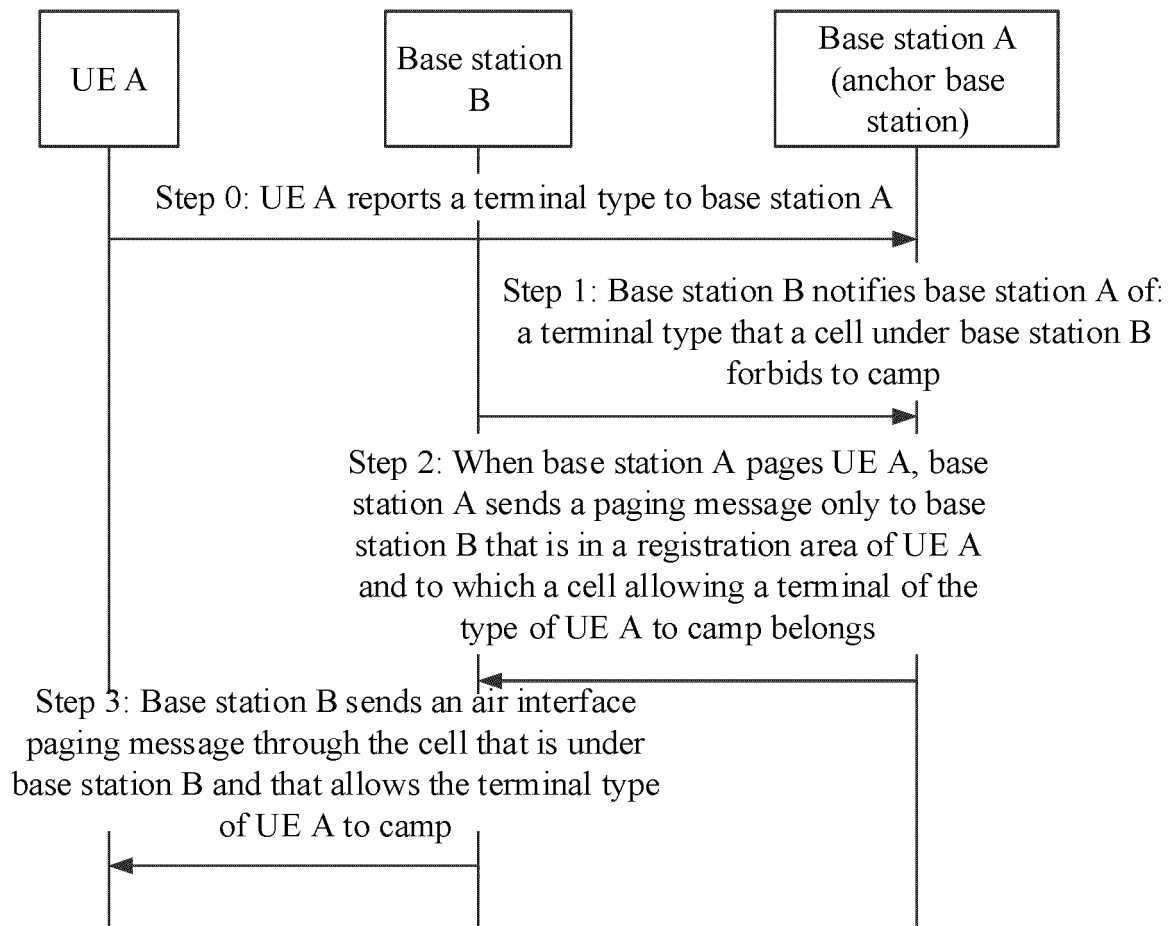 UE A
Base station
B
Base station A
(anchor base
station)
Step 0: UE A reports a terminal type to base station A
Step 1: Base station B notifies base station A of:
a terminal type that a cell under base station B
forbids to camp
Step 2: When base station A pages UE A, base
station A sends a paging message only to base
station B that is in a registration area of UE A
and to which a cell allowing a terminal of the
type of UE A to camp belongs
Step 3: Base station B sends an air interface
paging message through the cell that is under
base station B and that allows the terminal type
of UE A to camp